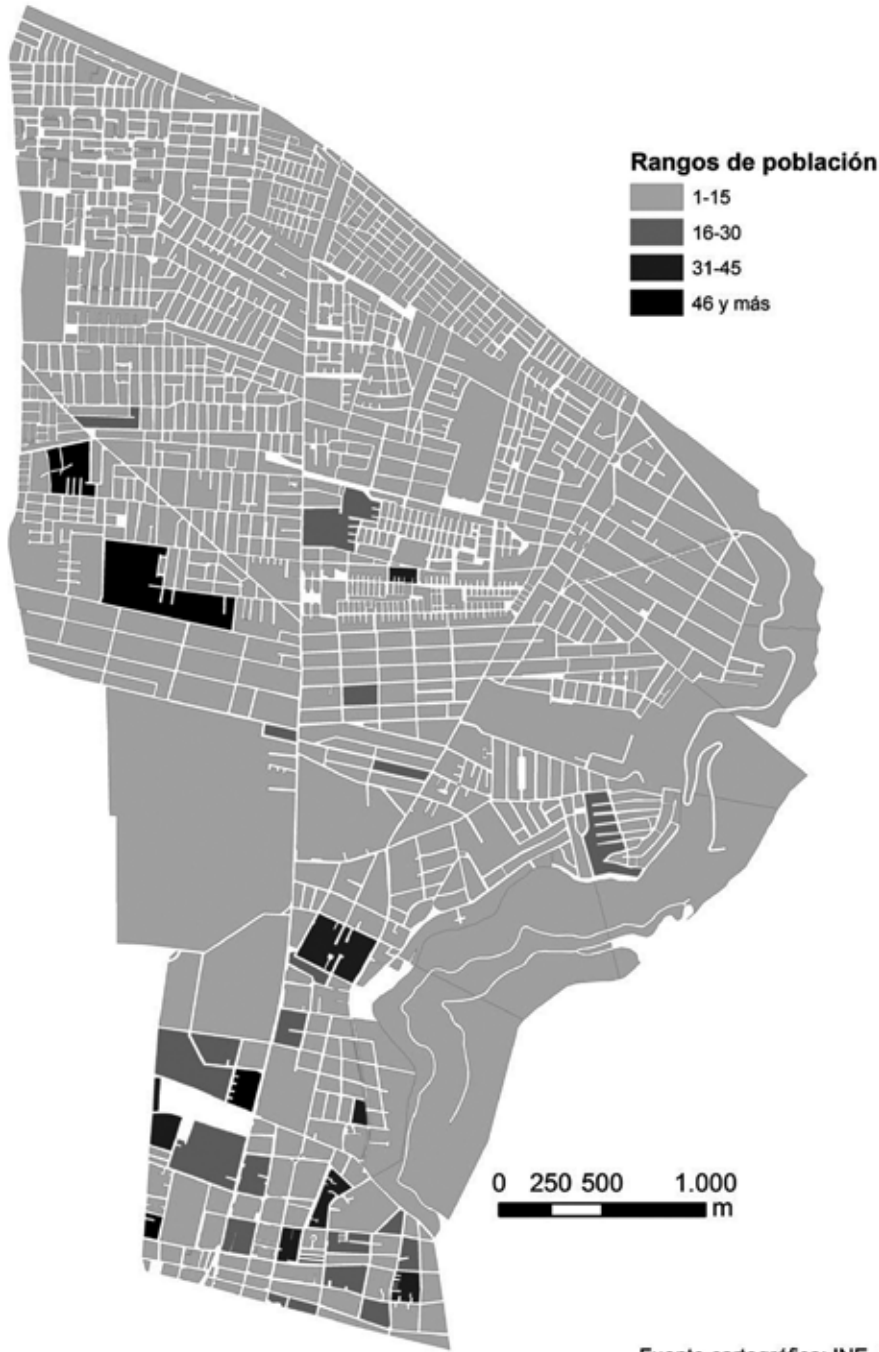 Rangos de población
1-15
16-30
31-45
46 y más
0 250 500 1.000
m
Fuente cartográfica: INE